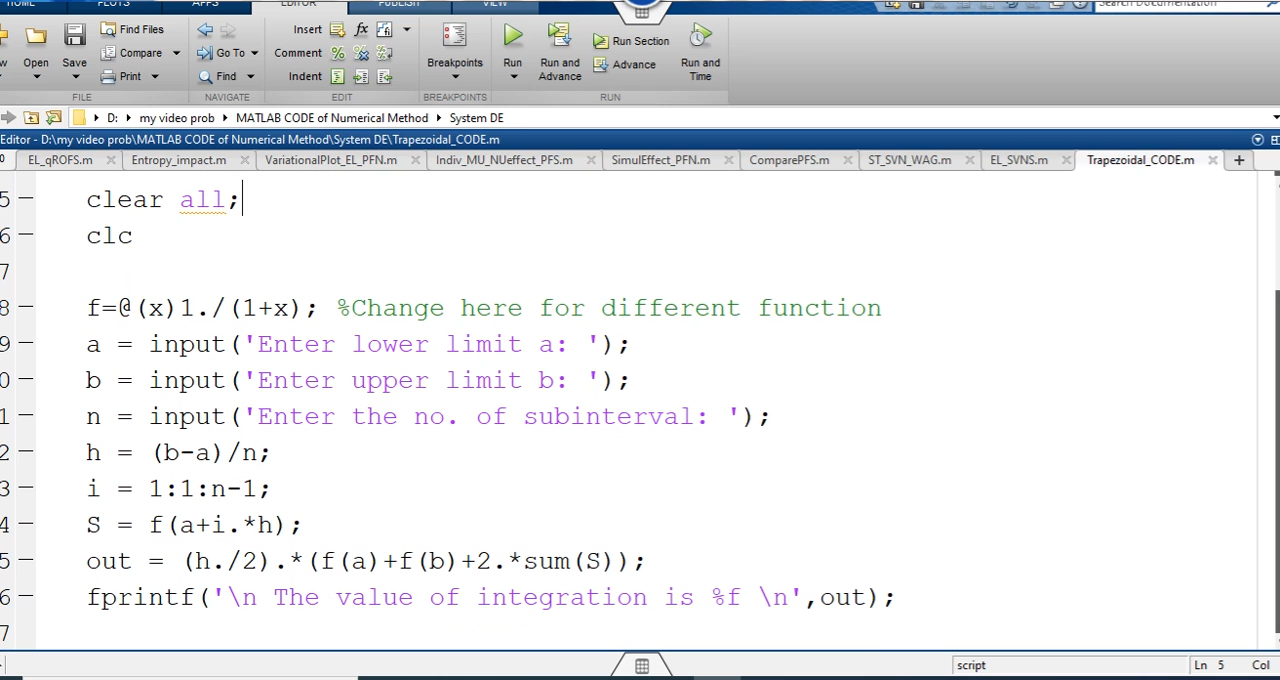 HOME PLOTS APPS EDITOR PUBLISH VIEW Search Documentation
Find Files Insert fx Run Section
Open Save Compare Go To Comment Breakpoints Run Run and Advance Advance Run and Time
Print Find Indent
FILE NAVIGATE EDIT BREAKPOINTS RUN
D: my video prob MATLAB CODE of Numerical Method System DE
Editor - D:\my video prob\MATLAB CODE of Numerical Method\System DE\Trapezoidal_CODE.m
EL_qROFS.m Entropy_impact.m VariationalPlot_EL_PFN.m Indiv_MU_NUeffect_PFS.m SimulEffect_PFN.m ComparePFS.m ST_SVN_WAG.m EL_SVNS.m Trapezoidal_CODE.m +
5 clear all;
6 clc
7
8 f=@(x)1./(1+x); %Change here for different function
9 a = input('Enter lower limit a: ');
0 b = input('Enter upper limit b: ');
1 n = input('Enter the no. of subinterval: ');
2 h = (b-a)/n;
3 i = 1:1:n-1;
4 S = f(a+i.*h);
5 out = (h./2).*(f(a)+f(b)+2.*sum(S));
6 fprintf('\n The value of integration is %f \n',out);
7
script Ln 5 Col